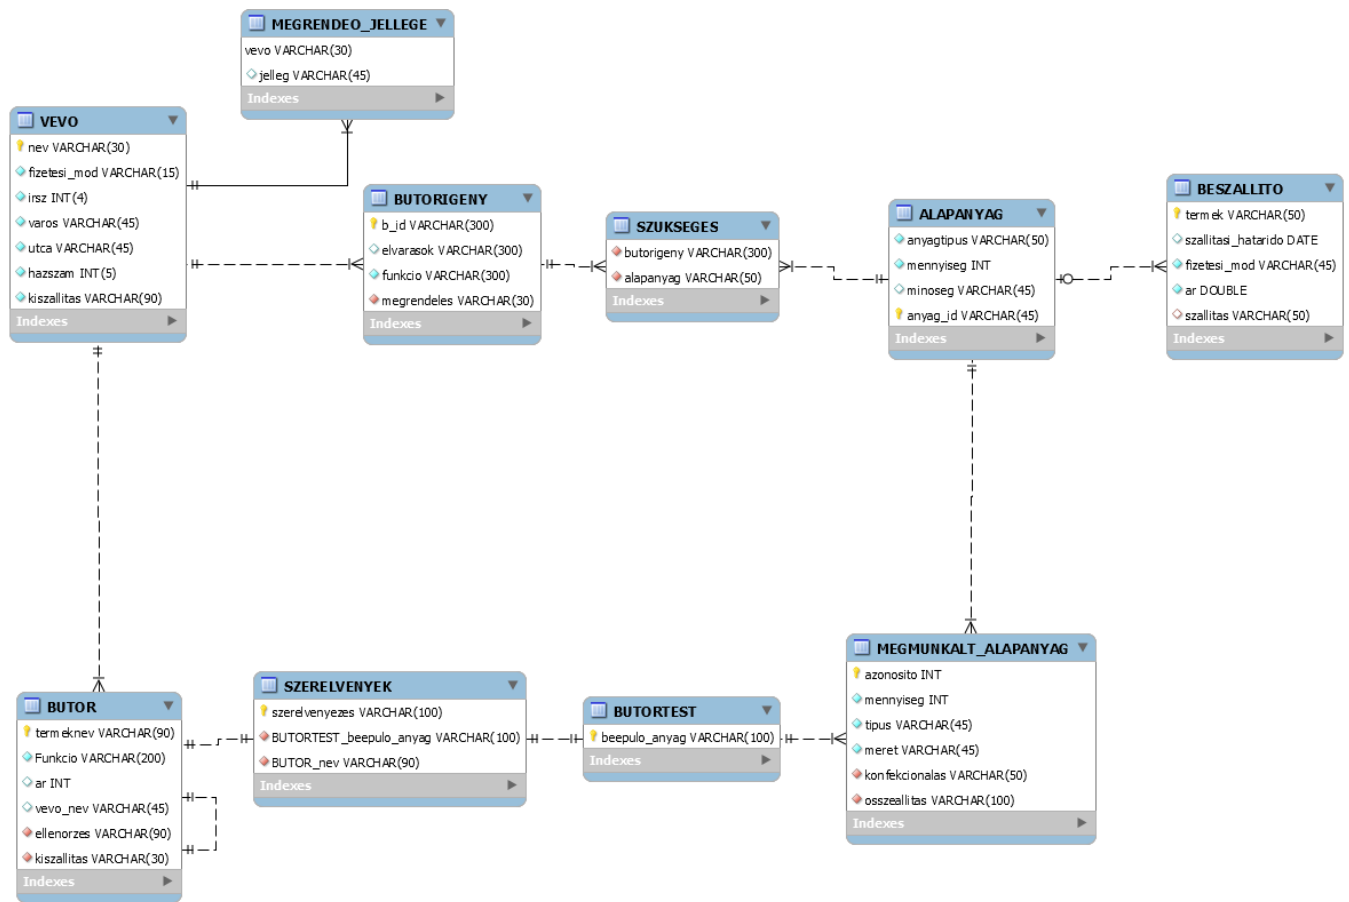 MEGRENDEO_JELLEGE
vevo VARCHAR(30)
jelleg VARCHAR(45)
Indexes
VEVO
nev VARCHAR(30)
fizetesi_mod VARCHAR(15)
irsz INT(4)
varos VARCHAR(45)
utca VARCHAR(45)
hazszam INT(5)
kiszallitas VARCHAR(90)
Indexes
BUTORIGENY
b_id VARCHAR(300)
elvarasok VARCHAR(300)
funkcio VARCHAR(300)
megrendeles VARCHAR(30)
Indexes
SZUKSEGES
butorigeny VARCHAR(300)
alapanyag VARCHAR(50)
Indexes
ALAPANYAG
anyagtipus VARCHAR(50)
mennyiseg INT
minoseg VARCHAR(45)
anyag_id VARCHAR(45)
Indexes
BESZALLITO
termek VARCHAR(50)
szallitasi_hatarido DATE
fizetesi_mod VARCHAR(45)
ar DOUBLE
szallitas VARCHAR(50)
Indexes
BUTOR
termeknev VARCHAR(90)
Funkcio VARCHAR(200)
ar INT
vevo_nev VARCHAR(45)
ellenorzes VARCHAR(90)
kiszallitas VARCHAR(30)
Indexes
SZERELVENYEK
szerelvenyezes VARCHAR(100)
BUTORTEST_beepulo_anyag VARCHAR(100)
BUTOR_nev VARCHAR(90)
Indexes
BUTORTEST
beepulo_anyag VARCHAR(100)
Indexes
MEGMUNKALT_ALAPANYAG
azonosito INT
mennyiseg INT
tipus VARCHAR(45)
meret VARCHAR(45)
konfekcionalas VARCHAR(50)
osszeallitas VARCHAR(100)
Indexes